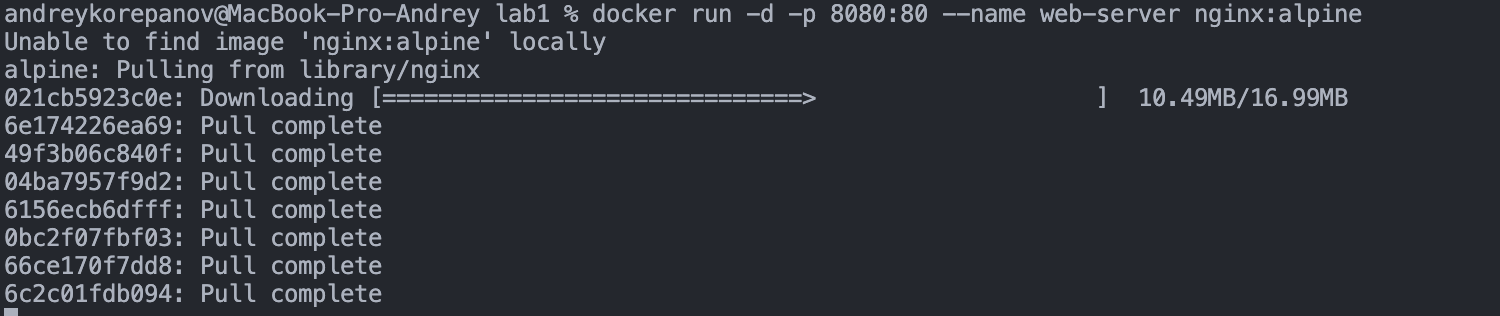 andreykorepanov@MacBook-Pro-Andrey lab1 % docker run -d -p 8080:80 --name web-server nginx:alpine
Unable to find image 'nginx:alpine' locally
alpine: Pulling from library/nginx
021cb5923c0e: Downloading [==============================>                    ]  10.49MB/16.99MB
6e174226ea69: Pull complete
49f3b06c840f: Pull complete
04ba7957f9d2: Pull complete
6156ecb6dfff: Pull complete
0bc2f07fbf03: Pull complete
66ce170f7dd8: Pull complete
6c2c01fdb094: Pull complete